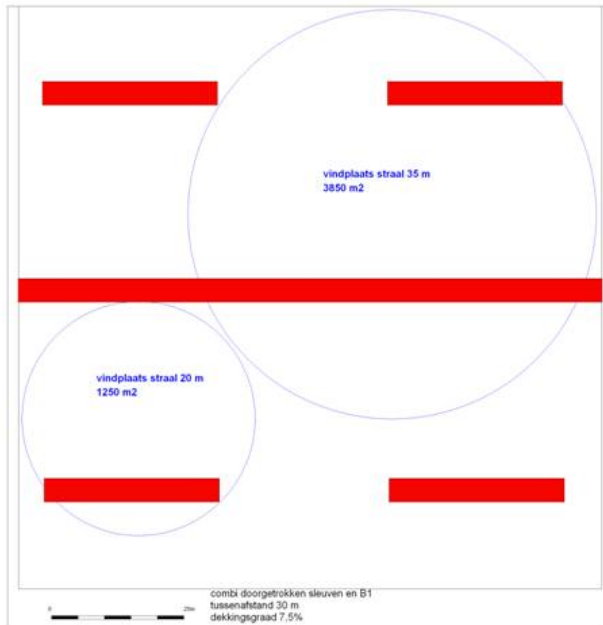 vindplaats straal 35 m
3850 m2
vindplaats straal 20 m
1250 m2
combi doorgetrokken sleuven en B1
tussenafstand 30 m
dekkingsgraad 7,5%
0